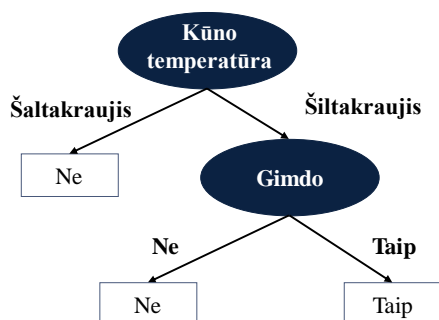 Kūno
temperatūra
Šaltakraujis
Šiltakraujis
Ne
Gimdo
Ne
Taip
Ne
Taip